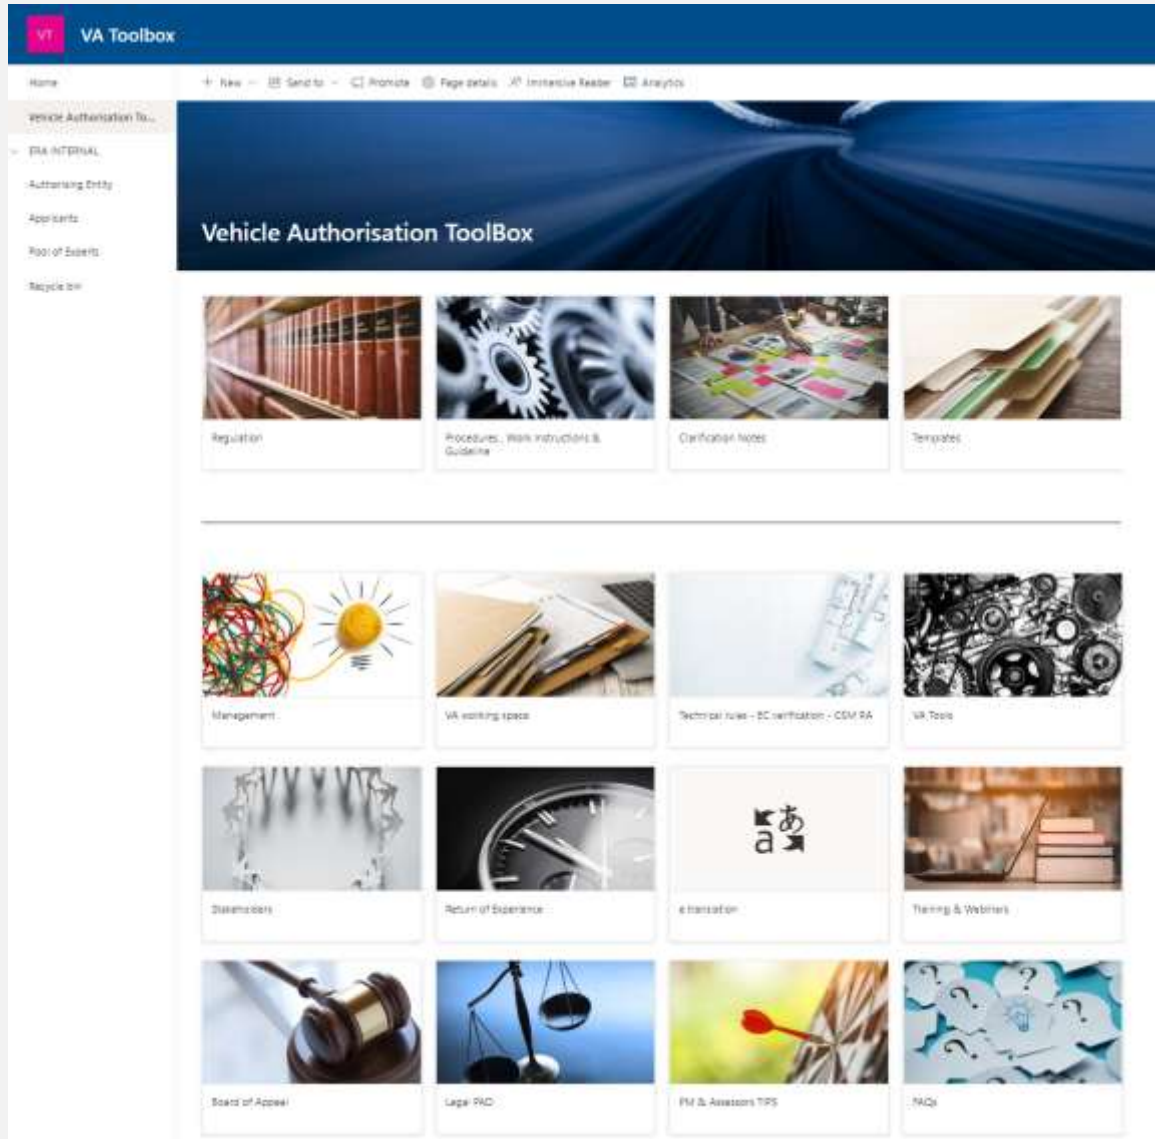 VT
VA Toolbox
Home
Vehicle Authorisation To...
ERA INTERNAL
Authorising Entity
Applicants
Pool of Experts
Recycle bin
New
Send to
Promote
Page details
Immersive Reader
Analytics
Vehicle Authorisation ToolBox
Regulation
Procedures, Work Instructions &
Guideline
Clarification Notes
Templates
Management
VA working space
Technical rules - EC verification - CSM RA
VA Tools
Stakeholders
Return of Experience
あ
a
e translation
Training & Webinars
Board of Appeal
Legal PAD
PM & Assessors TIPS
FAQs